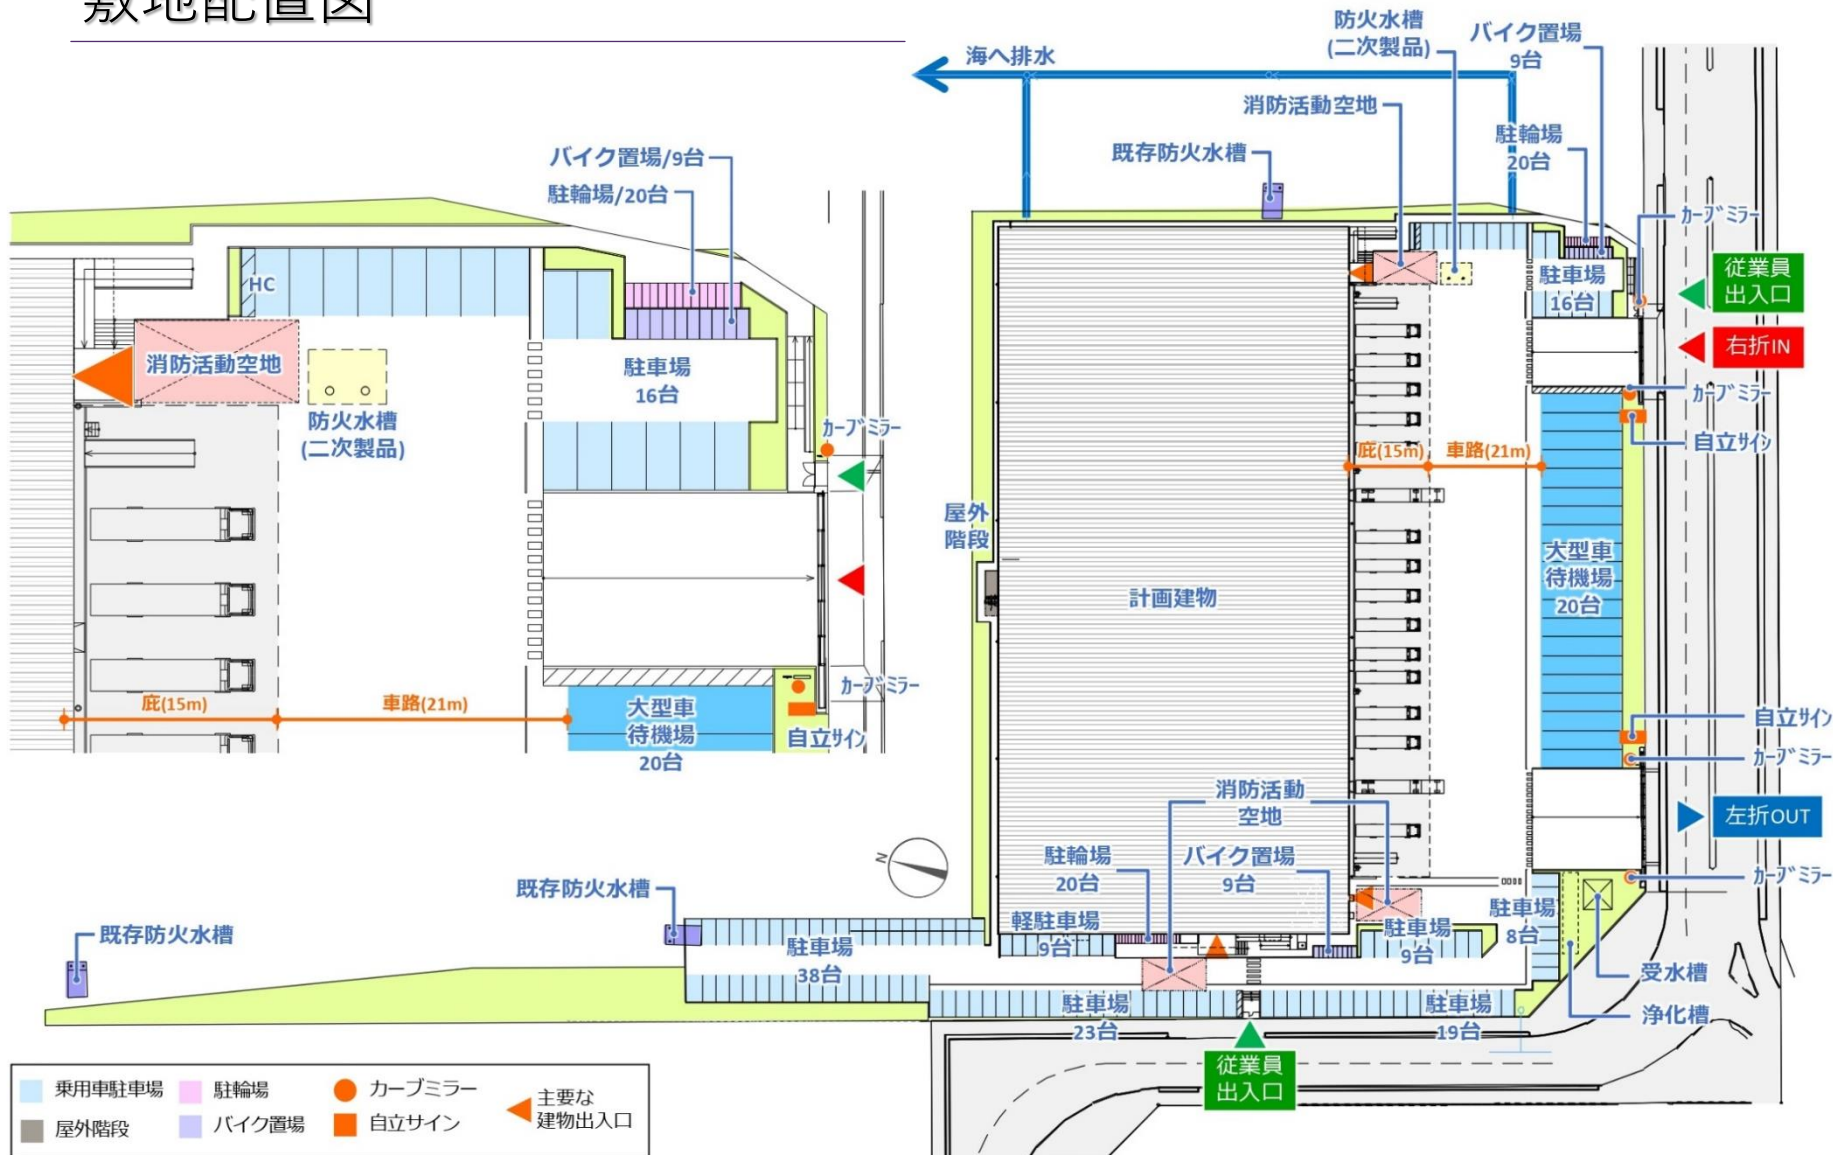 敷地配置図
海へ排水
防火水槽
(二次製品)
バイク置場
9台
消防活動空地
既存防火水槽
駐輪場
20台
カーブミラー
従業員
出入口
駐車場
16台
右折IN
カーブミラー
自立サイン
庇(15m)
車路(21m)
屋外
階段
計画建物
大型車
待機場
20台
自立サイン
カーブミラー
消防活動
空地
左折OUT
駐輪場
20台
バイク置場
9台
カーブミラー
軽駐車場
9台
駐車場
9台
駐車場
8台
受水槽
浄化槽
駐車場
38台
駐車場
23台
駐車場
19台
従業員
出入口
既存防火水槽
既存防火水槽
N
バイク置場/9台
駐輪場/20台
HC
消防活動空地
防火水槽
(二次製品)
駐車場
16台
カーブミラー
庇(15m)
車路(21m)
大型車
待機場
20台
カーブミラー
自立サイン
乗用車駐車場
駐輪場
カーブミラー
主要な
建物出入口
屋外階段
バイク置場
自立サイン